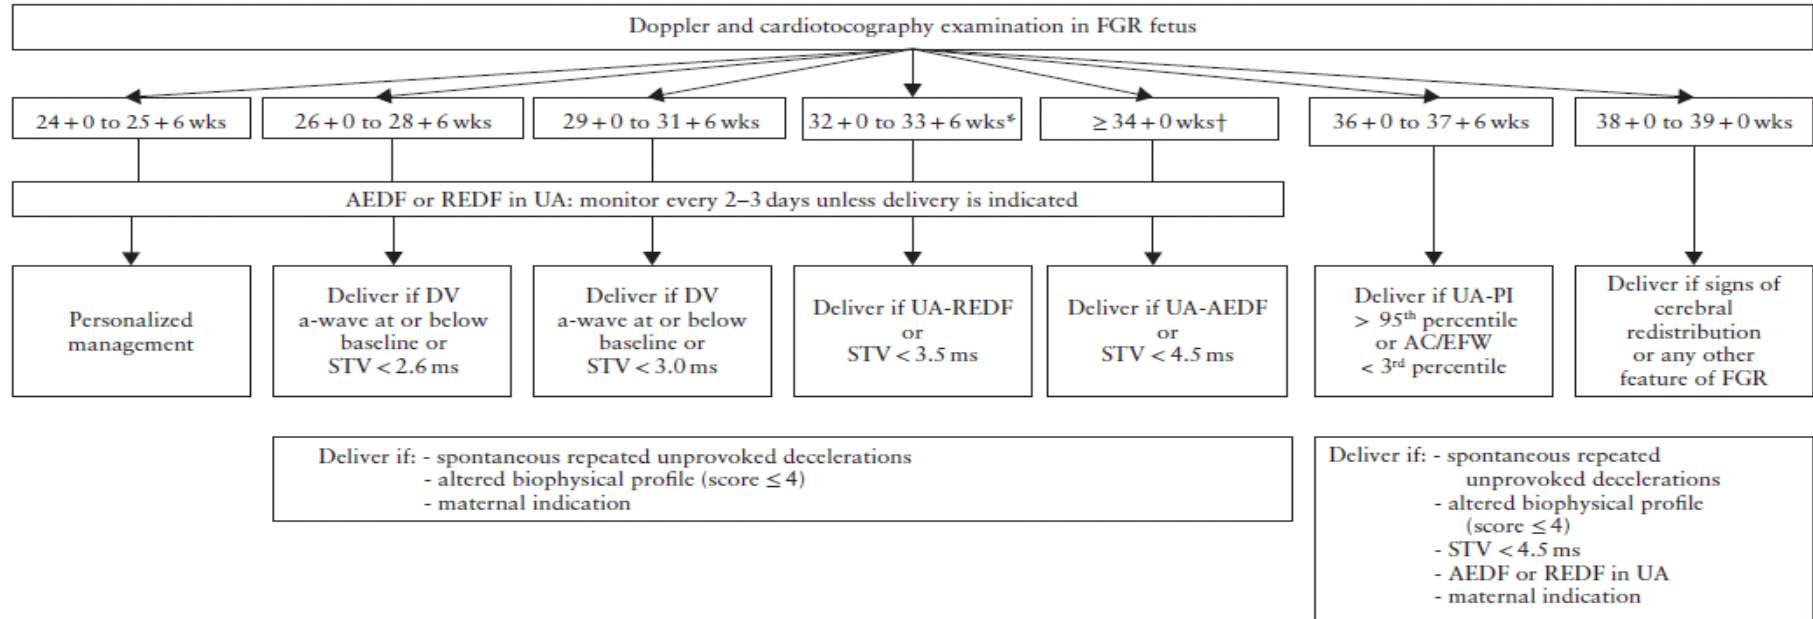 Doppler and cardiotocography examination in FGR fetus
24 + 0 to 25 + 6 wks
26 + 0 to 28 + 6 wks
29 + 0 to 31 + 6 wks
32 + 0 to 33 + 6 wks*
≥ 34 + 0 wks†
36 + 0 to 37 + 6 wks
38 + 0 to 39 + 0 wks
AEDF or REDF in UA: monitor every 2–3 days unless delivery is indicated
Personalized
management
Deliver if DV
a-wave at or below
baseline or
STV < 2.6 ms
Deliver if DV
a-wave at or below
baseline or
STV < 3.0 ms
Deliver if UA-REDF
or
STV < 3.5 ms
Deliver if UA-AEDF
or
STV < 4.5 ms
Deliver if UA-PI
> 95th percentile
or AC/EFW
< 3rd percentile
Deliver if signs of
cerebral
redistribution
or any other
feature of FGR
Deliver if: - spontaneous repeated unprovoked decelerations
- altered biophysical profile (score ≤ 4)
- maternal indication
Deliver if: - spontaneous repeated
unprovoked decelerations
- altered biophysical profile
(score ≤ 4)
- STV < 4.5 ms
- AEDF or REDF in UA
- maternal indication